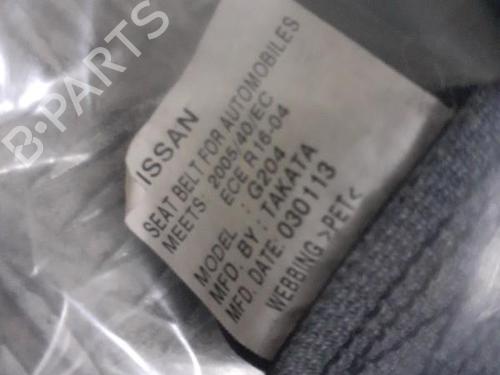 B-PARTS
ISSAN
SEAT BELT FOR AUTOMOBILES
MEETS : 2005/40/EC
ECE R16-04
MODEL : G204
MFD. BY : TAKATA
MFD. DATE: 030113
WEBBING >PET<